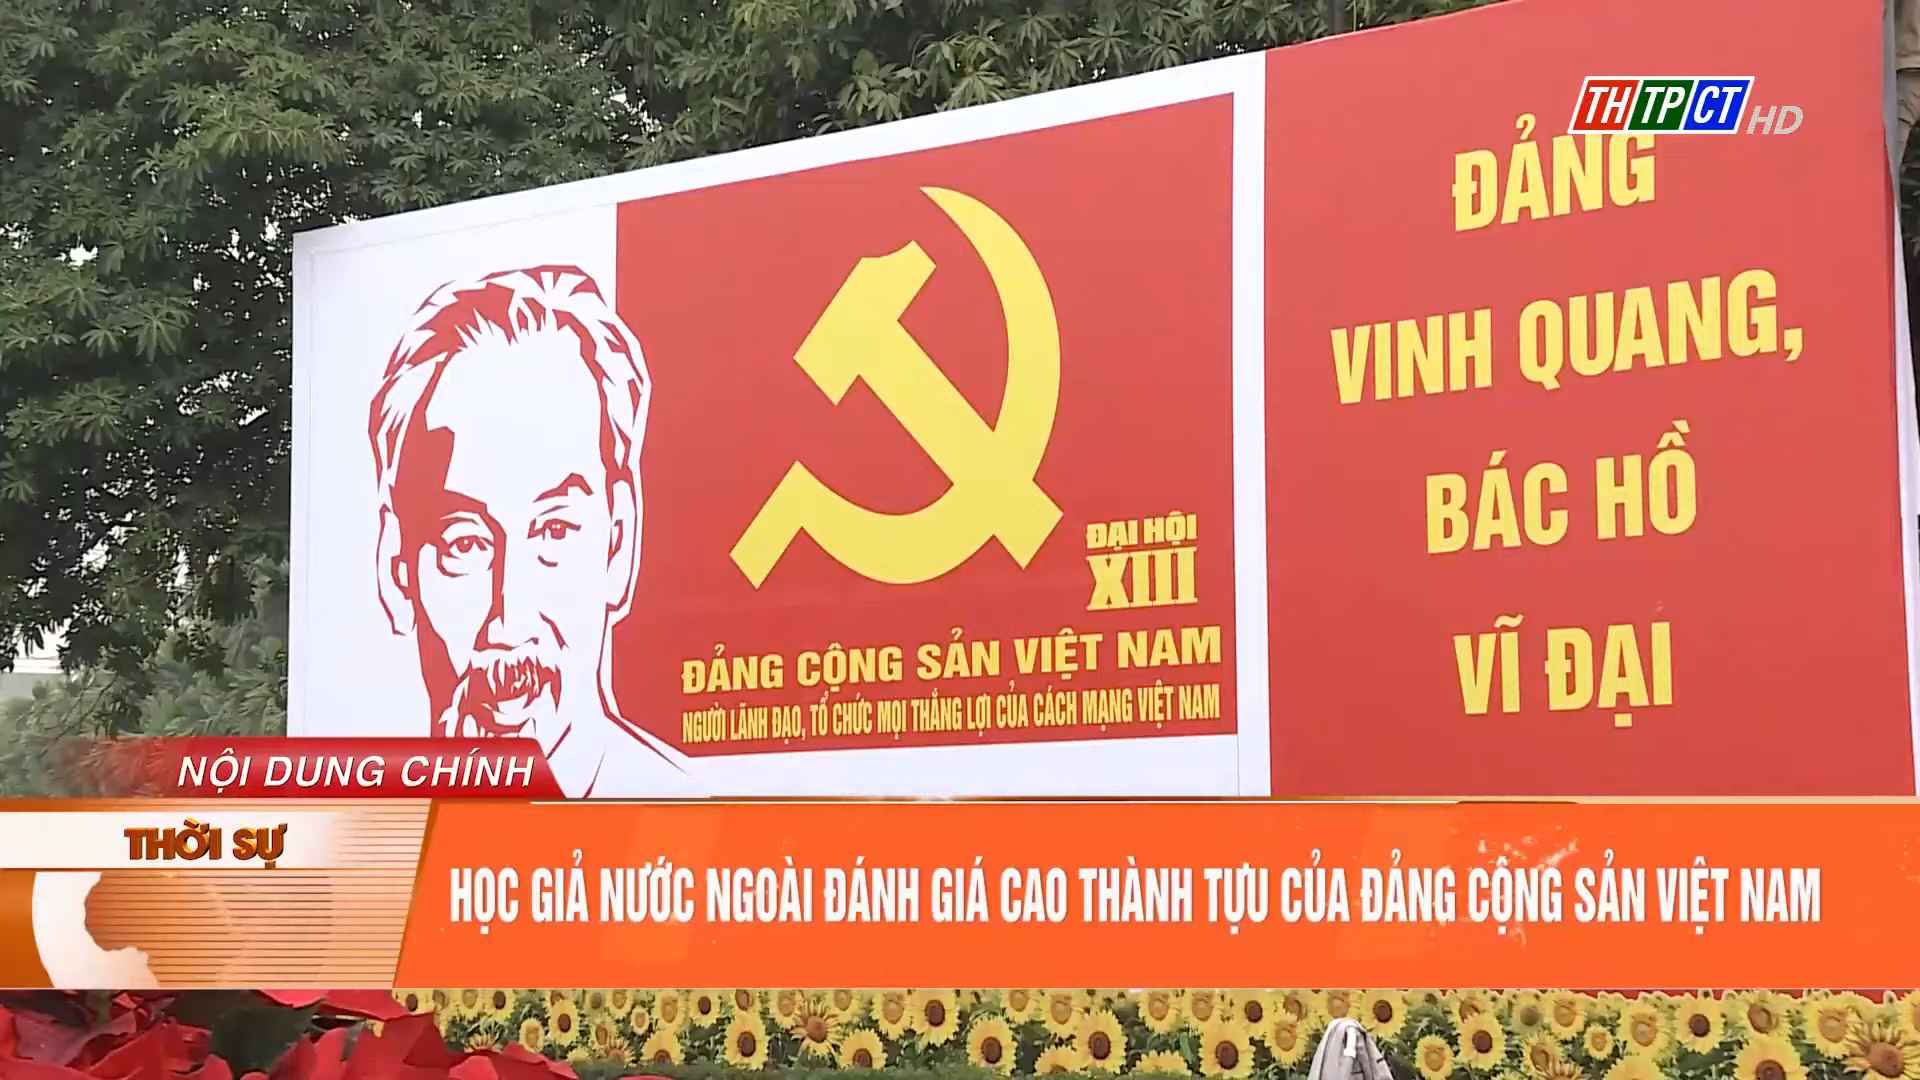 THTPCT HD
ĐẢNG
VINH QUANG,
BÁC HỒ
VĨ ĐẠI
ĐẠI HỘI
XIII
ĐẢNG CỘNG SẢN VIỆT NAM
NGƯỜI LÃNH ĐẠO, TỔ CHỨC MỌI THẮNG LỢI CỦA CÁCH MẠNG VIỆT NAM
NỘI DUNG CHÍNH
THỜI SỰ
HỌC GIẢ NƯỚC NGOÀI ĐÁNH GIÁ CAO THÀNH TỰU CỦA ĐẢNG CỘNG SẢN VIỆT NAM